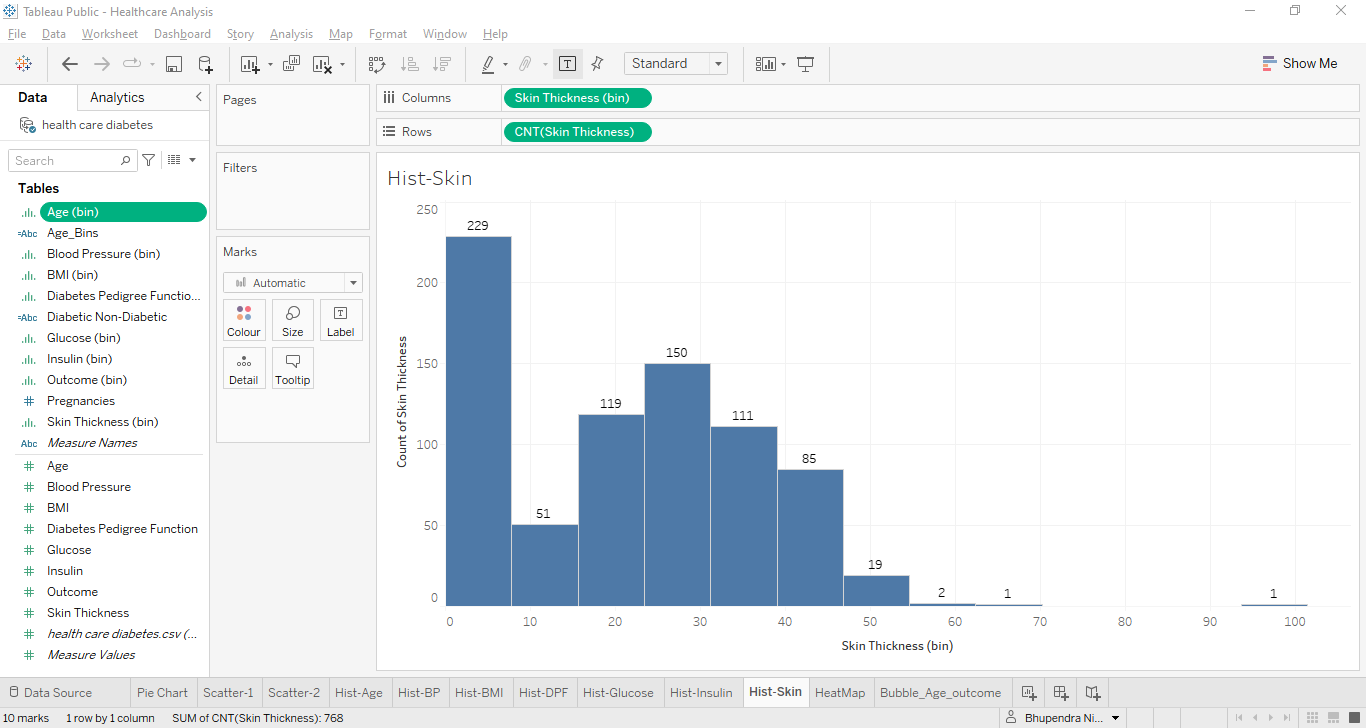 Tableau Public - Healthcare Analysis
File Data Worksheet Dashboard Story Analysis Map Format Window Help
Standard
Show Me
Data Analytics
health care diabetes
Search
Tables
Age (bin)
Age_Bins
Blood Pressure (bin)
BMI (bin)
Diabetes Pedigree Functio...
Diabetic Non-Diabetic
Glucose (bin)
Insulin (bin)
Outcome (bin)
Pregnancies
Skin Thickness (bin)
Measure Names
Age
Blood Pressure
BMI
Diabetes Pedigree Function
Glucose
Insulin
Outcome
Skin Thickness
health care diabetes.csv (...
Measure Values
=Abc
=Abc
Abc
Pages
Filters
Marks
Automatic
Colour Size Label
Detail Tooltip
Columns Skin Thickness (bin)
Rows CNT(Skin Thickness)
Hist-Skin
Count of Skin Thickness
250
200
150
100
50
0
229
51
119
150
111
85
19
2
1
1
0 10 20 30 40 50 60 70 80 90 100
Skin Thickness (bin)
Data Source Pie Chart Scatter-1 Scatter-2 Hist-Age Hist-BP Hist-BMI Hist-DPF Hist-Glucose Hist-Insulin Hist-Skin HeatMap Bubble_Age_outcome
10 marks 1 row by 1 column SUM of CNT(Skin Thickness): 768 Bhupendra Ni...